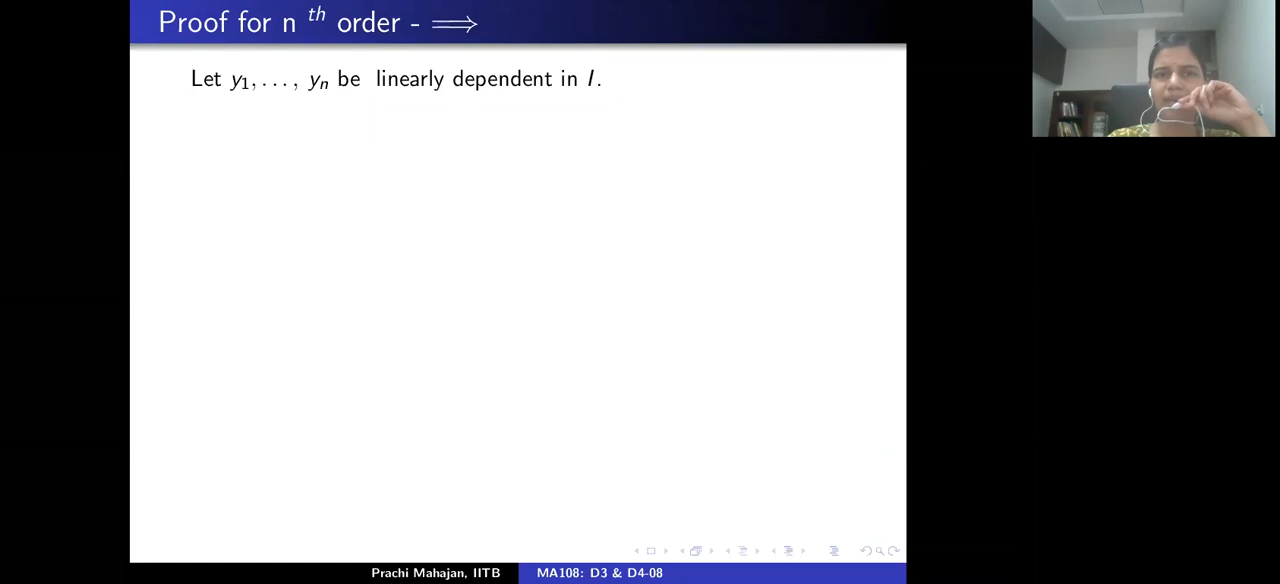 Proof for n th order - ⟹
Let y₁, . . . , yₙ be linearly dependent in I.
Prachi Mahajan, IITB MA108: D3 & D4-08